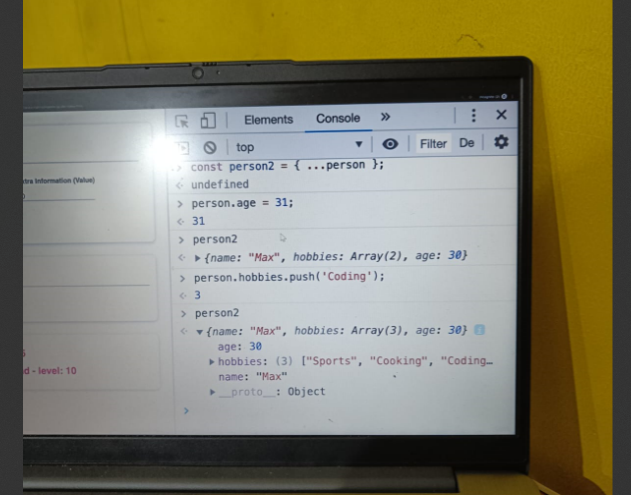 Elements Console »
top Filter De
xtra Information (Value)
> const person2 = { ...person };
< undefined
> person.age = 31;
< 31
> person2
< ▶ {name: "Max", hobbies: Array(2), age: 30}
> person.hobbies.push('Coding');
< 3
> person2
< ▼ {name: "Max", hobbies: Array(3), age: 30} i
age: 30
▶ hobbies: (3) ["Sports", "Cooking", "Coding…
name: "Max"
▶ __proto__: Object
>
d - level: 10